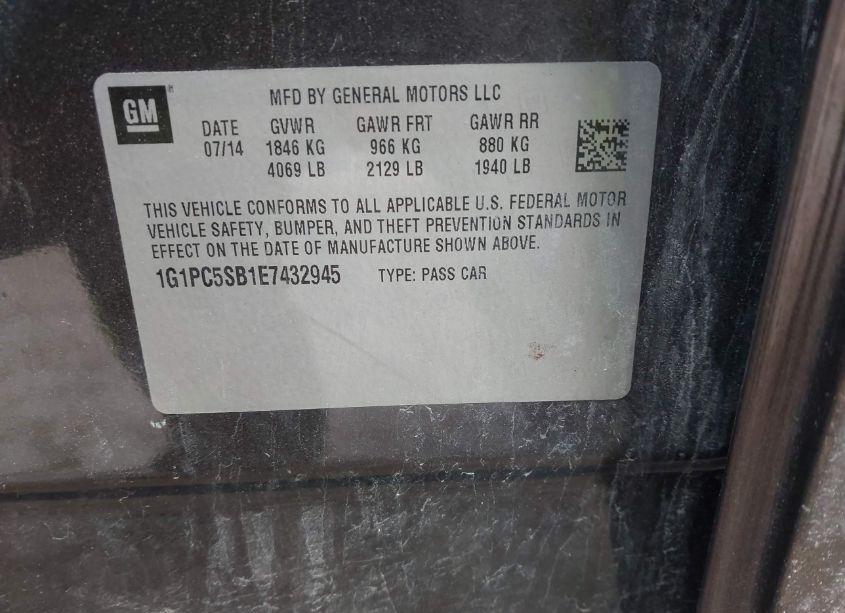 GM
MFD BY GENERAL MOTORS LLC
DATE GVWR GAWR FRT GAWR RR
07/14 1846 KG 966 KG 880 KG
4069 LB 2129 LB 1940 LB
THIS VEHICLE CONFORMS TO ALL APPLICABLE U.S. FEDERAL MOTOR
VEHICLE SAFETY, BUMPER, AND THEFT PREVENTION STANDARDS IN
EFFECT ON THE DATE OF MANUFACTURE SHOWN ABOVE.
1G1PC5SB1E7432945 TYPE: PASS CAR